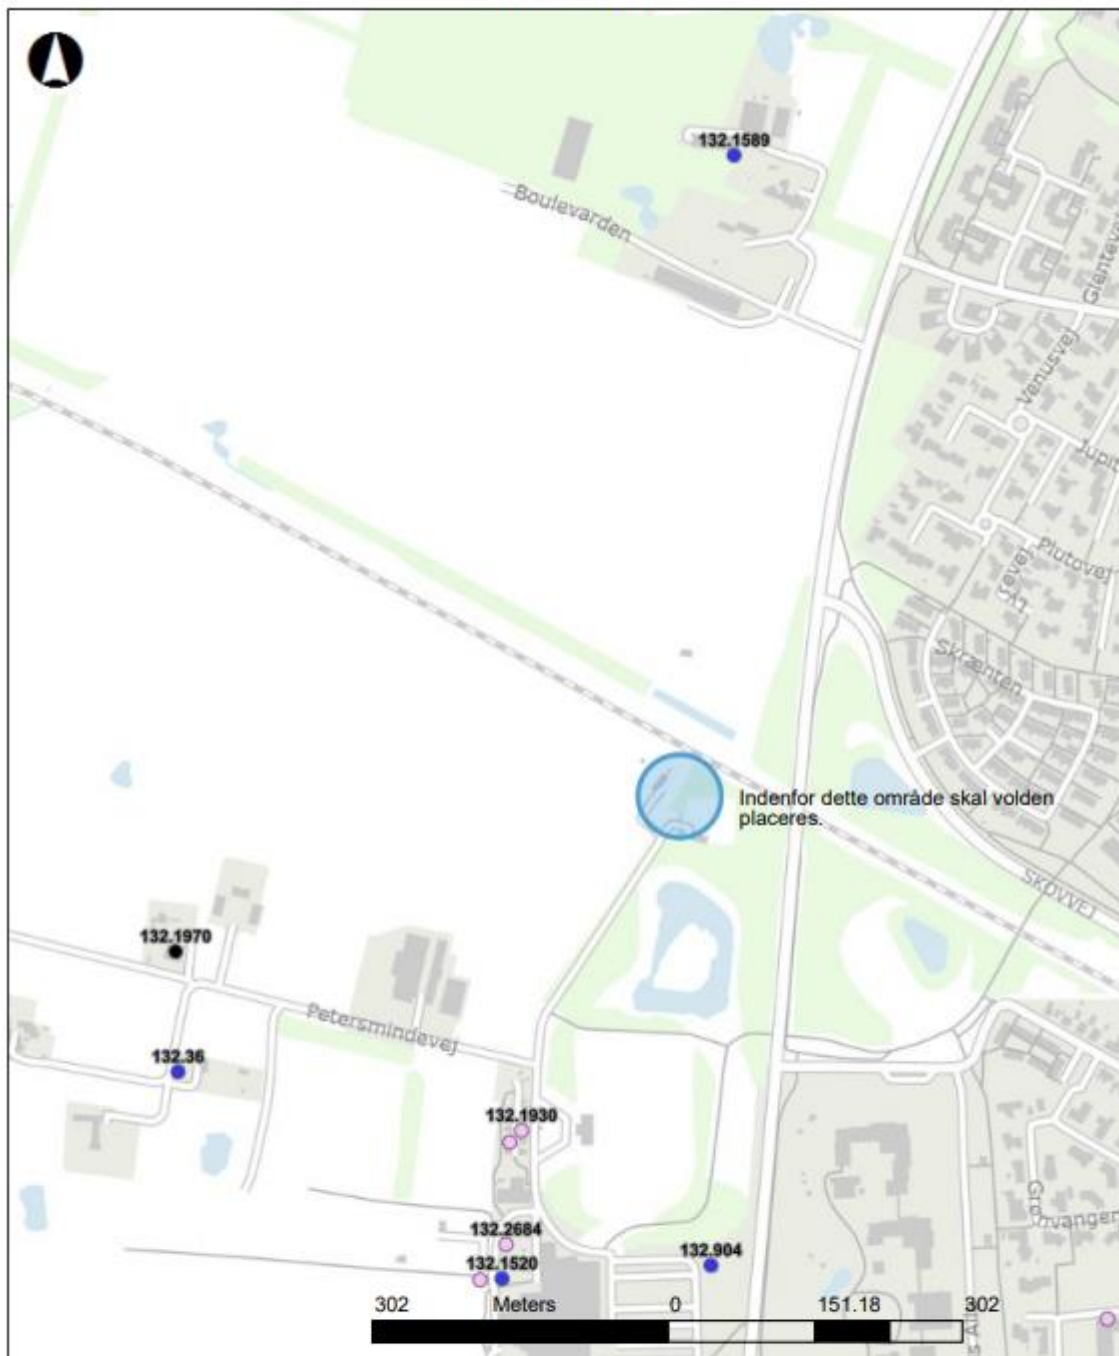 132.1589
Boulevarden
Venusvej
Plutovej
Skrænten
Indenfor dette område skal volden
placeres.
SKOVVEJ
132.1970
Petersmindevej
132.36
132.1930
132.2684
132.1520
132.904
302 Meters 0 151.18 302